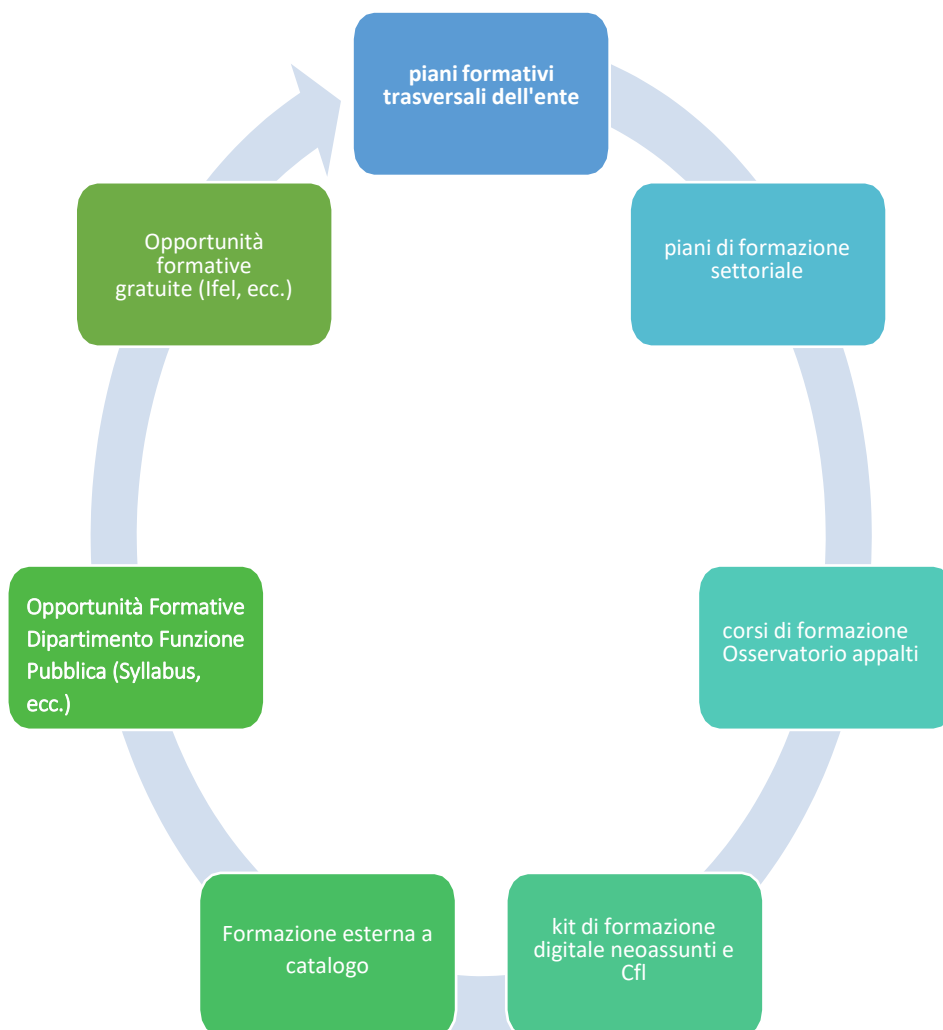 piani formativi
trasversali dell'ente
piani di formazione
settoriale
corsi di formazione
Osservatorio appalti
kit di formazione
digitale neoassunti e
Cfl
Formazione esterna a
catalogo
Opportunità Formative
Dipartimento Funzione
Pubblica (Syllabus,
ecc.)
Opportunità
formative
gratuite (Ifel, ecc.)